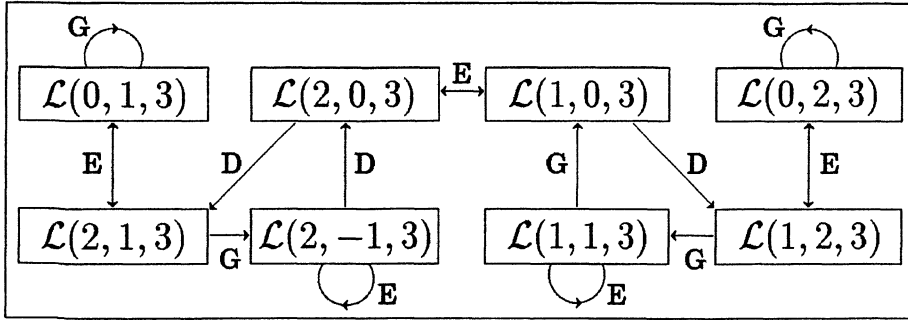 G G
ℒ(0,1,3) ℒ(2,0,3) E ℒ(1,0,3) ℒ(0,2,3)
E D D G D E
ℒ(2,1,3) G ℒ(2,−1,3) ℒ(1,1,3) G ℒ(1,2,3)
E E